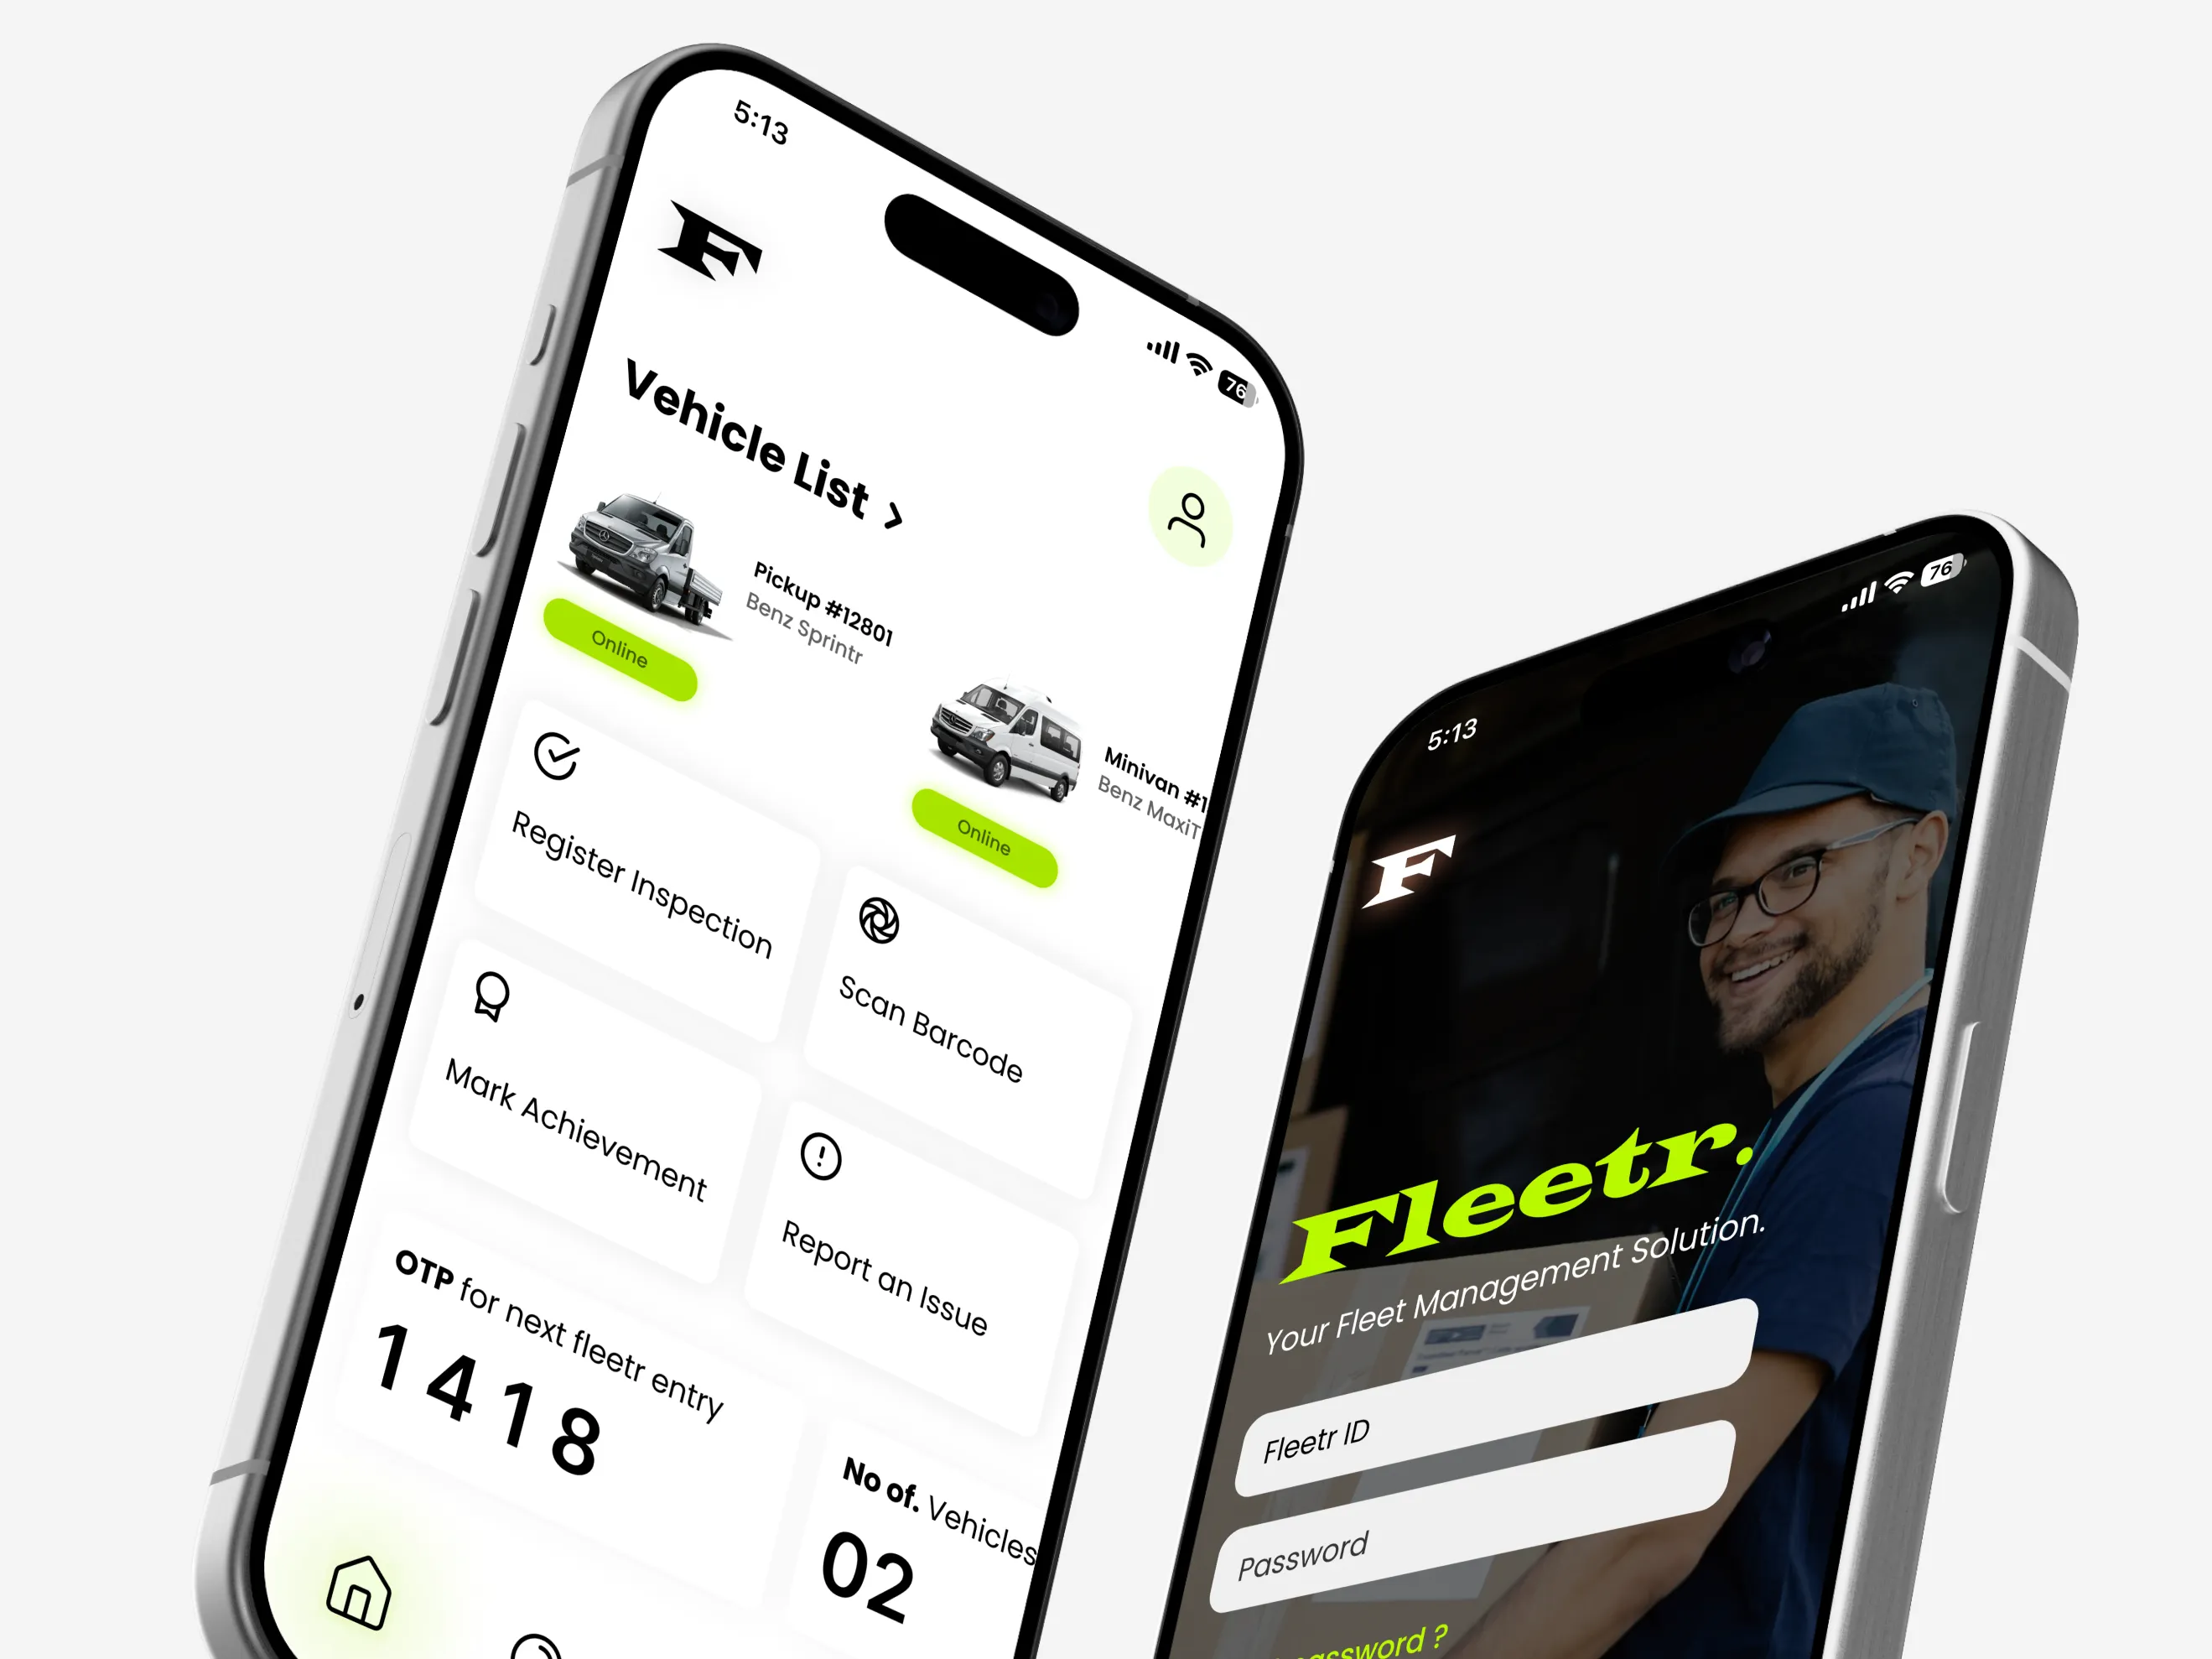 5:13
76
F
Vehicle List >
Pickup #12801
Benz Sprintr
Online
Minivan #1
Benz MaxiT
Online
Register Inspection
Scan Barcode
Mark Achievement
Report an Issue
OTP for next fleetr entry
1418
No of. Vehicles
02
5:13
76
F
Fleetr.
Your Fleet Management Solution.
Fleetr ID
Password
?